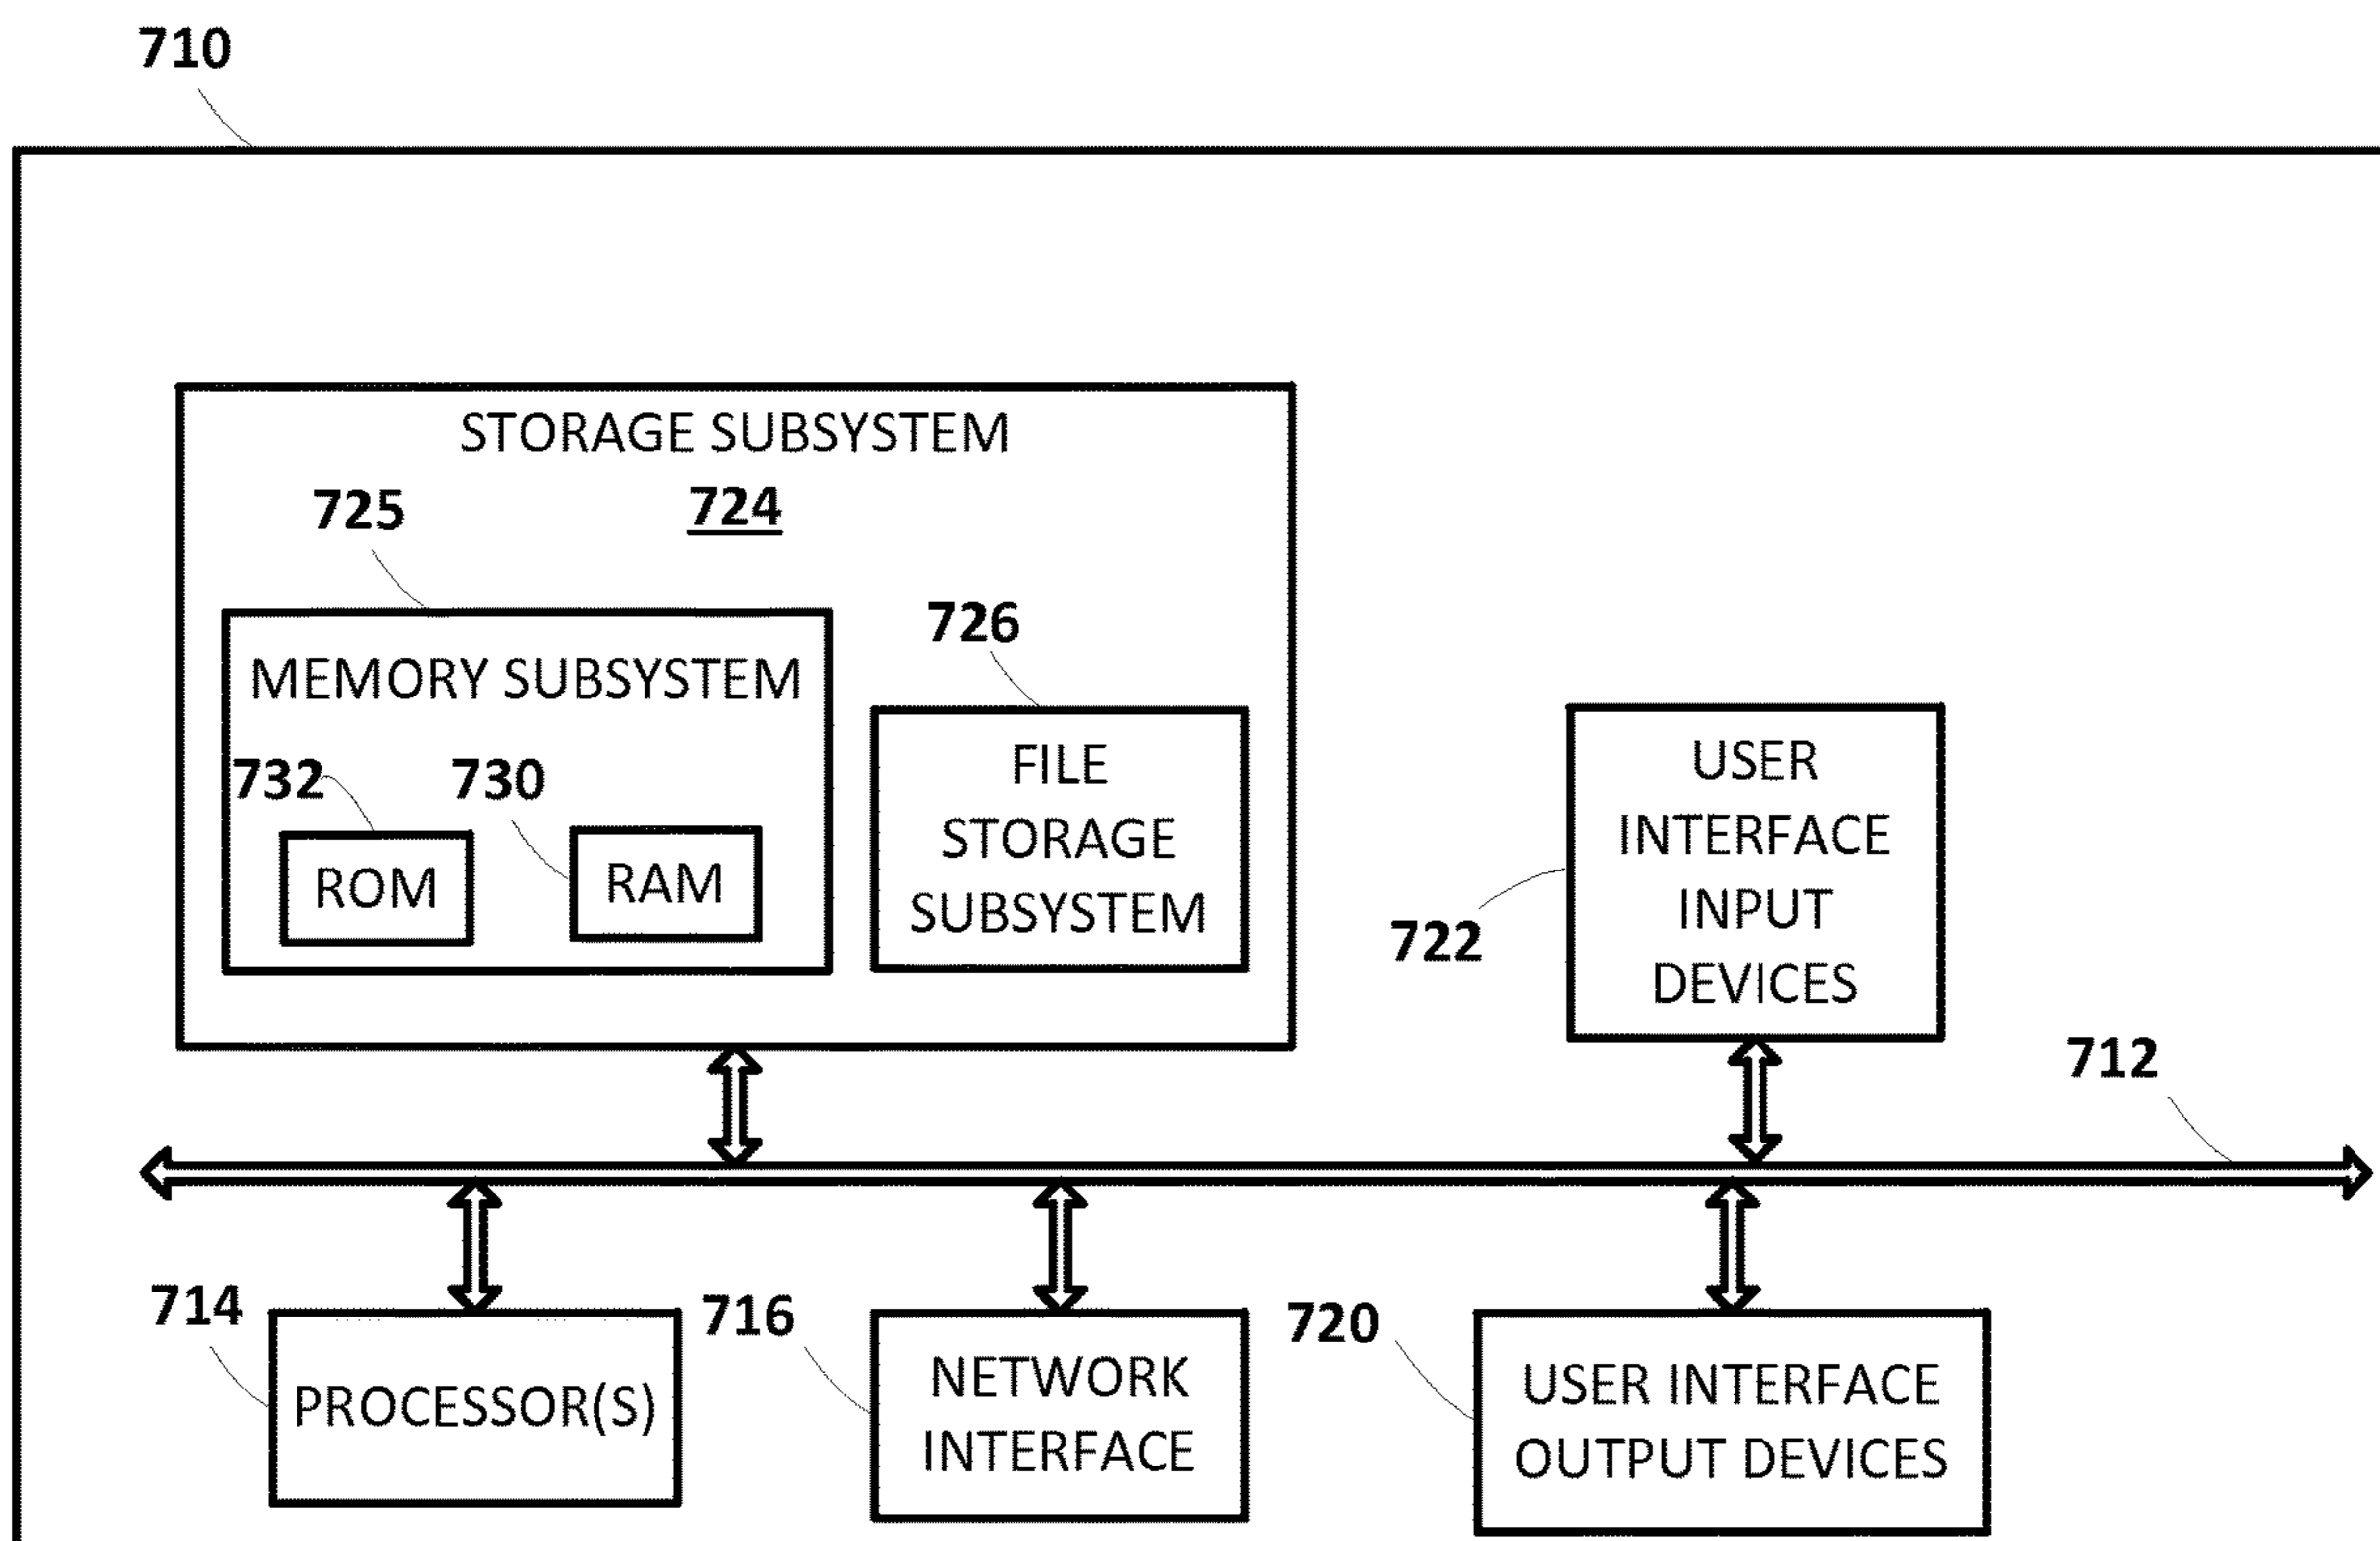 710
STORAGE SUBSYSTEM
724
725
MEMORY SUBSYSTEM
732
730
ROM
RAM
726
FILE
STORAGE
SUBSYSTEM
USER
INTERFACE
INPUT
DEVICES
722
712
714
PROCESSOR(S)
716
NETWORK
INTERFACE
720
USER INTERFACE
OUTPUT DEVICES